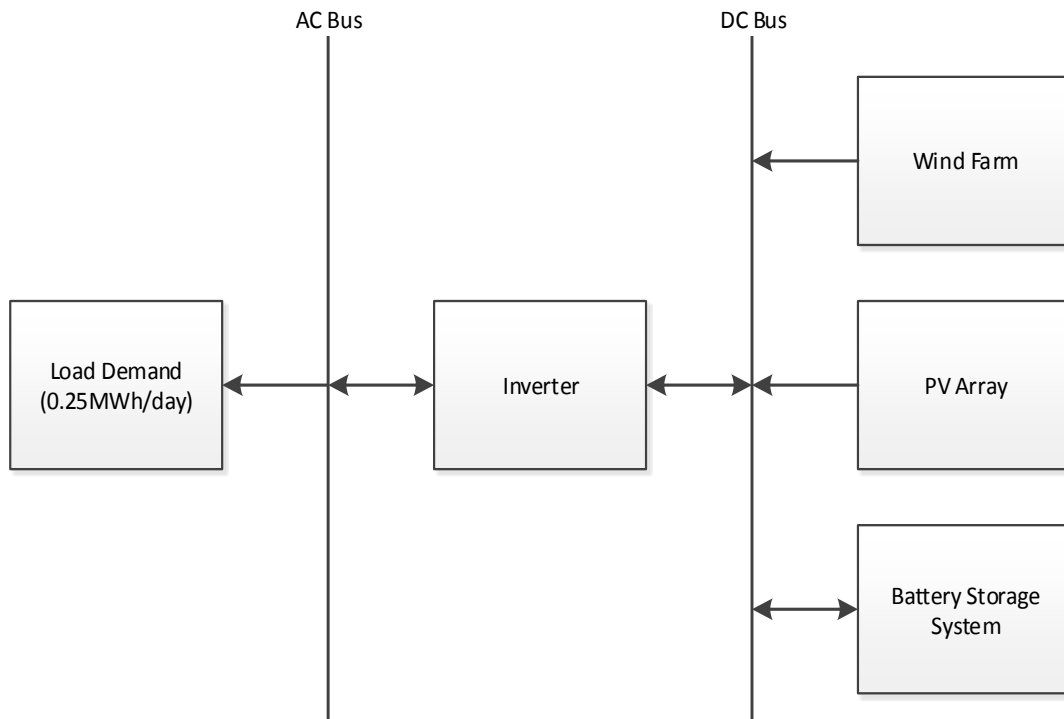 AC Bus
DC Bus
Wind Farm
Load Demand
(0.25MWh/day)
Inverter
PV Array
Battery Storage
System